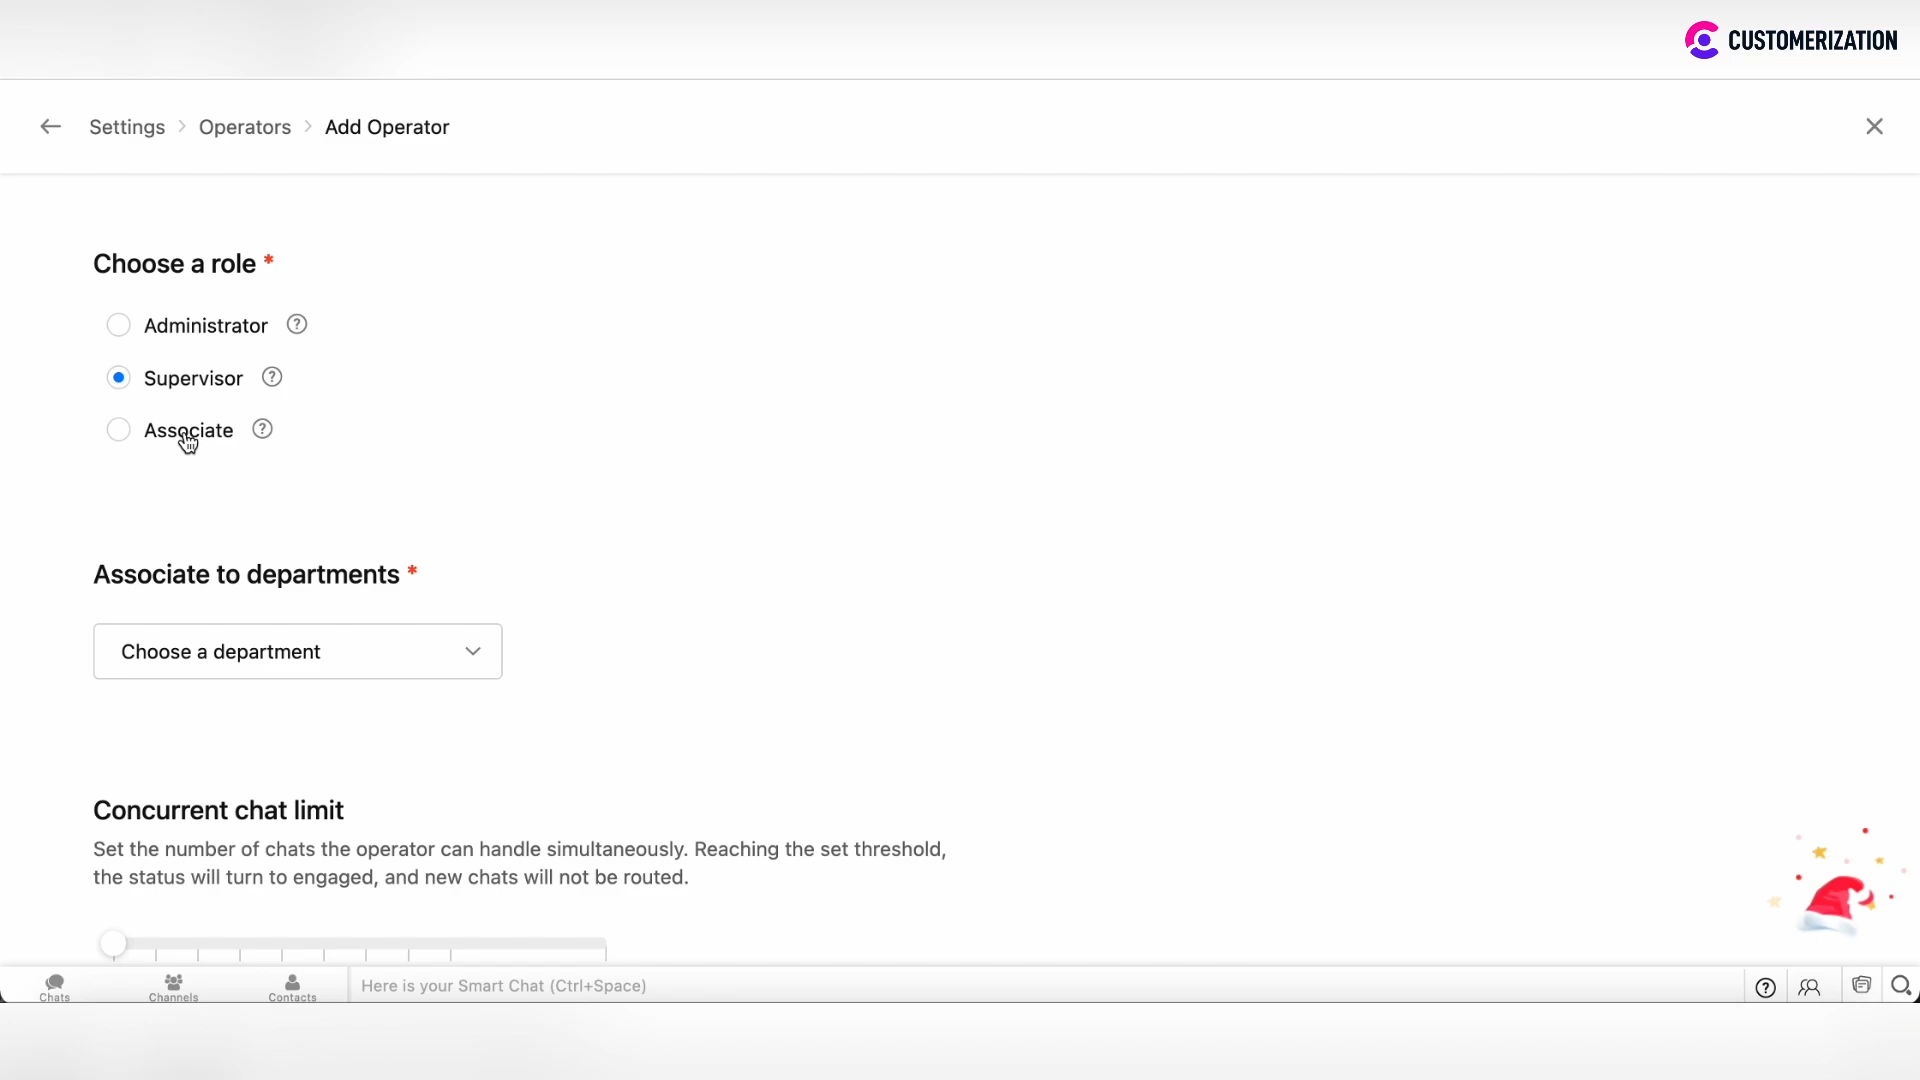 CUSTOMERIZATION
Settings > Operators > Add Operator
Choose a role *
Administrator ?
Supervisor ?
Associate ?
Associate to departments *
Choose a department
Concurrent chat limit
Set the number of chats the operator can handle simultaneously. Reaching the set threshold,
the status will turn to engaged, and new chats will not be routed.
Chats
Channels
Contacts
Here is your Smart Chat (Ctrl+Space)
?